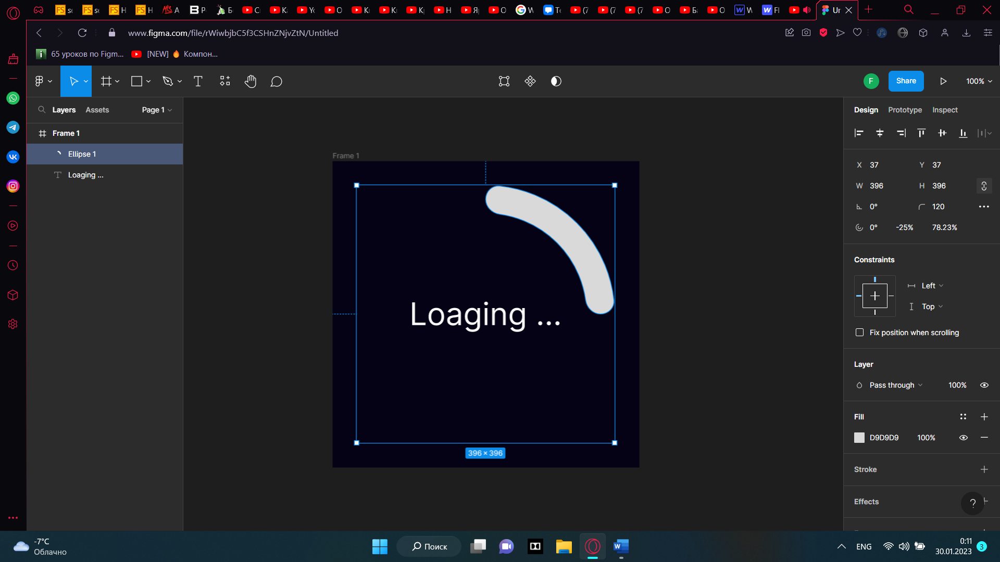 www.figma.com/file/rWiwbjbC5f3CSHnZNjvZtN/Untitled
65 уроков по Figm...
[NEW] 🔥 Компон...
F
Share
100%
Layers
Assets
Page 1
Design
Prototype
Inspect
Frame 1
Ellipse 1
Loaging ...
Frame 1
Loaging ...
396 × 396
X 37
Y 37
W 396
H 396
0°
120
0°
-25%
78.23%
Constraints
Left
Top
Fix position when scrolling
Layer
Pass through
100%
Fill
D9D9D9
100%
Stroke
Effects
?
-7°C
Облачно
Поиск
ENG
0:11
30.01.2023
3